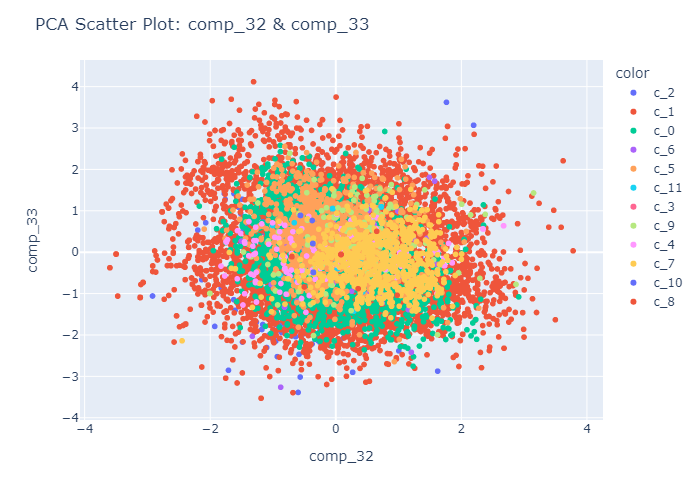 PCA Scatter Plot: comp_32 & comp_33
color
c_2
c_1
c_0
c_6
c_5
c_11
c_3
c_9
c_4
c_7
c_10
c_8
4
3
2
1
0
−1
−2
−3
−4
comp_33
−4
−2
0
2
4
comp_32